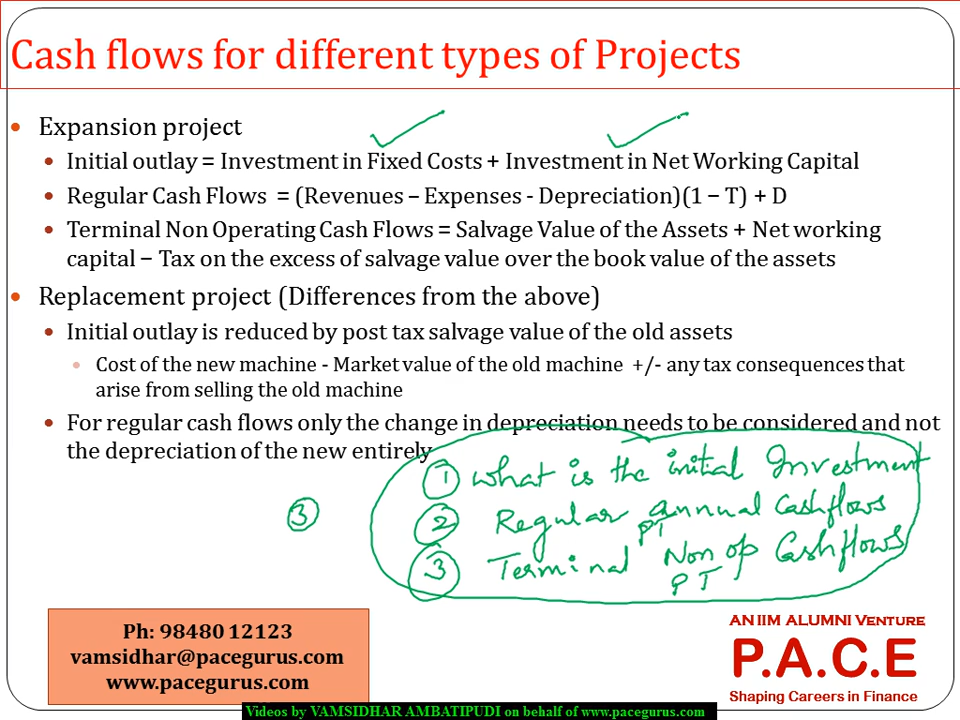 Cash flows for different types of Projects
• Expansion project
• Initial outlay = Investment in Fixed Costs + Investment in Net Working Capital
• Regular Cash Flows = (Revenues – Expenses - Depreciation)(1 – T) + D
• Terminal Non Operating Cash Flows = Salvage Value of the Assets + Net working
capital – Tax on the excess of salvage value over the book value of the assets
• Replacement project (Differences from the above)
• Initial outlay is reduced by post tax salvage value of the old assets
• Cost of the new machine - Market value of the old machine +/- any tax consequences that
arise from selling the old machine
• For regular cash flows only the change in depreciation needs to be considered and not
the depreciation of the new entirely
① What is the initial Investment
③
② Regular annual Cashflows
PT
③ Terminal Non op Cashflows
PT
Ph: 98480 12123
vamsidhar@pacegurus.com
www.pacegurus.com
AN IIM ALUMNI VENTURE
P.A.C.E
Shaping Careers in Finance
Videos by VAMSIDHAR AMBATIPUDI on behalf of www.pacegurus.com